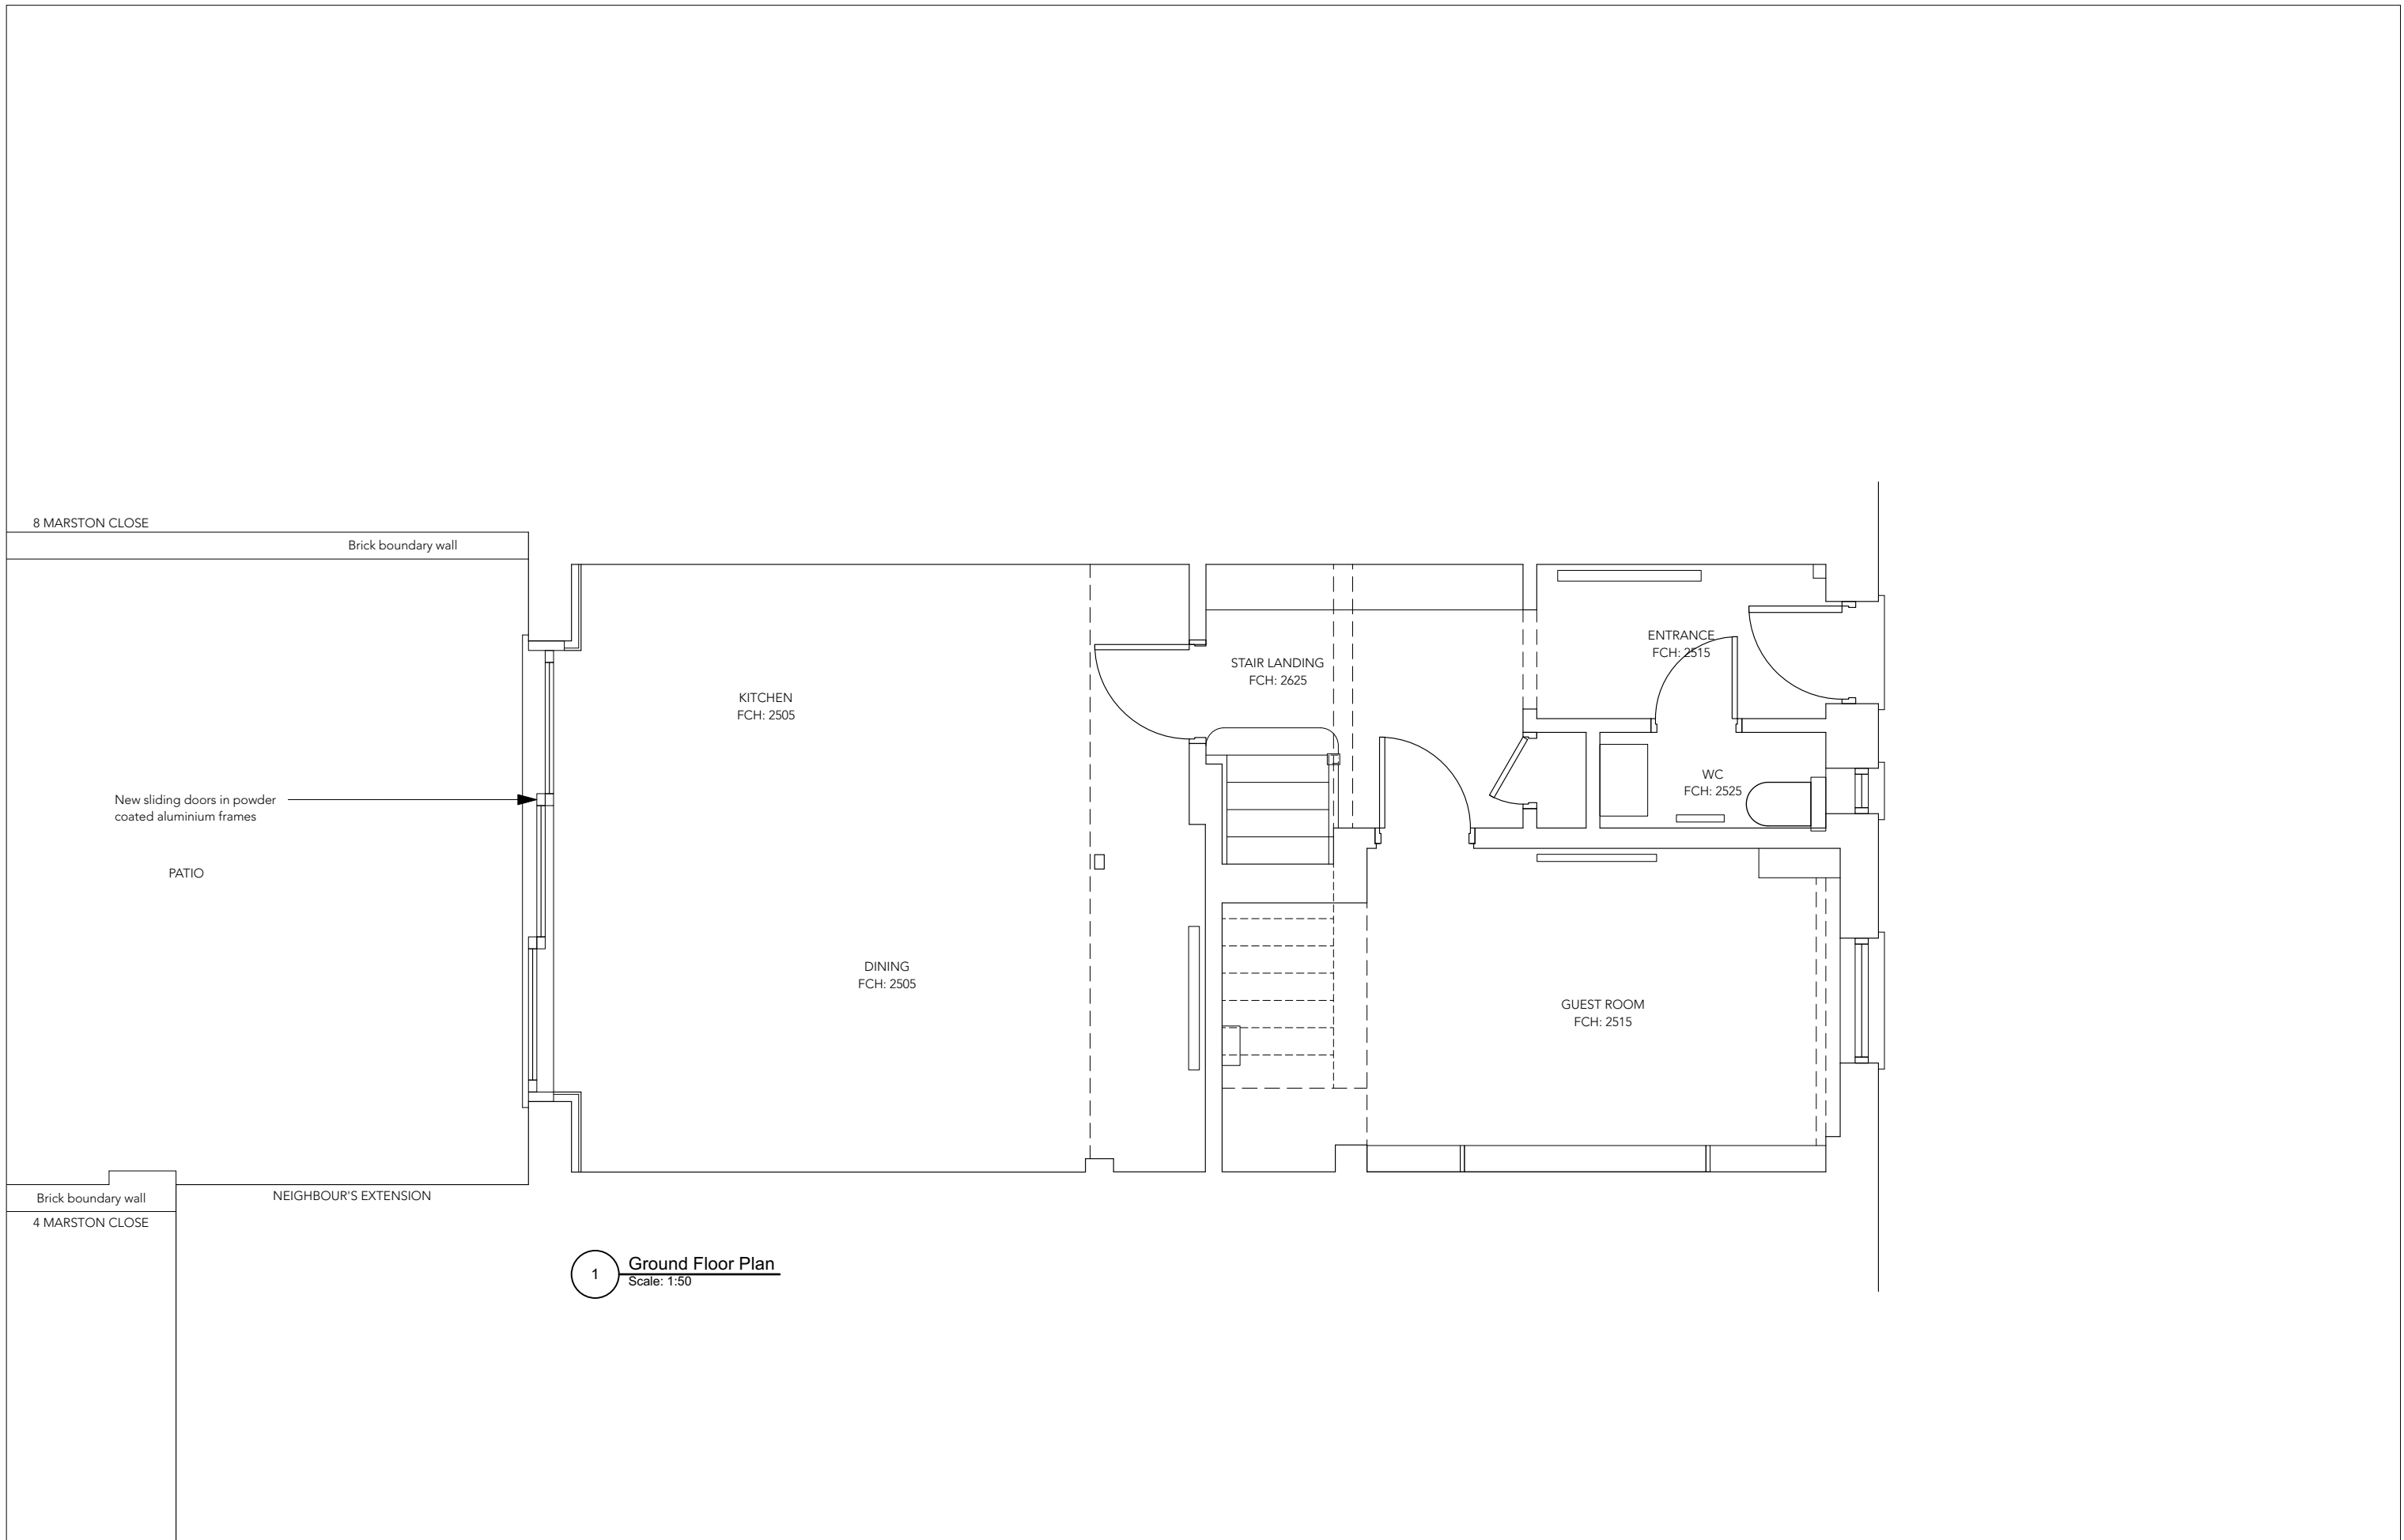 8 MARSTON CLOSE
Brick boundary wall
ENTRANCE
FCH: 2515
STAIR LANDING
FCH: 2625
KITCHEN
FCH: 2505
WC
FCH: 2525
New sliding doors in powder
coated aluminium frames
PATIO
DINING
FCH: 2505
GUEST ROOM
FCH: 2515
Brick boundary wall
NEIGHBOUR'S EXTENSION
4 MARSTON CLOSE
1
Ground Floor Plan
Scale: 1:50